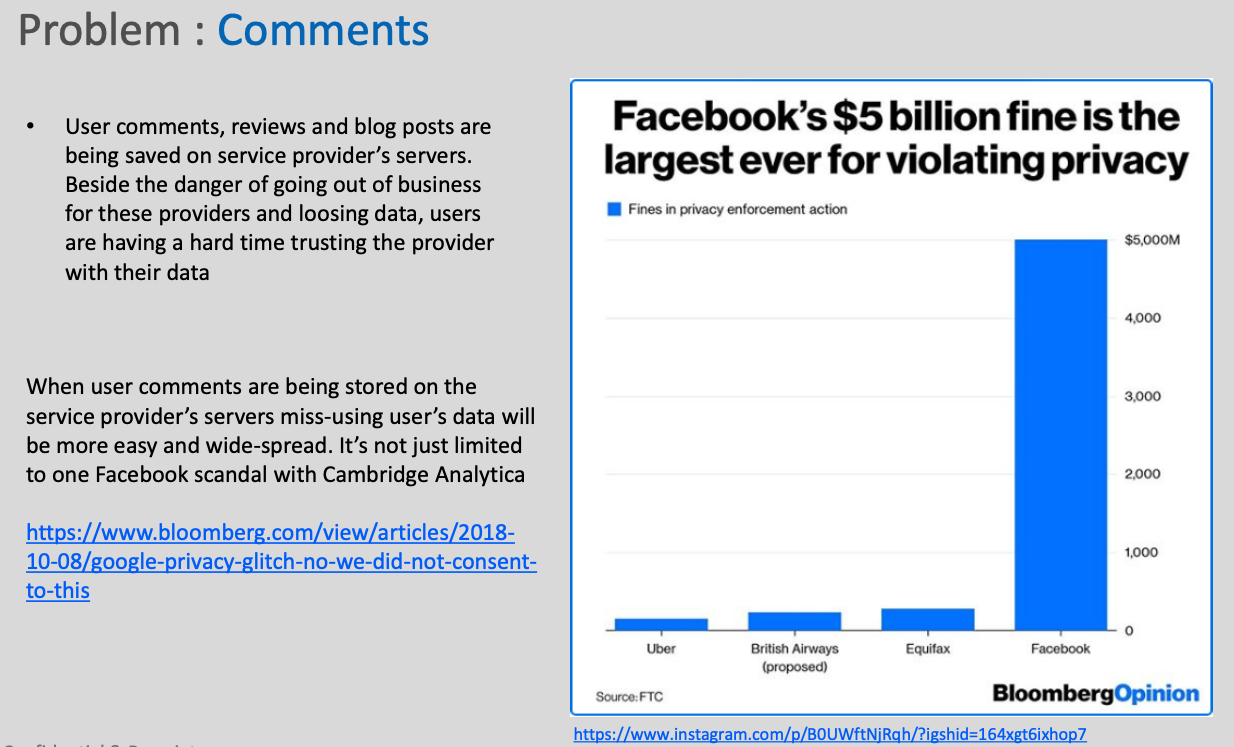 Problem : Comments
• User comments, reviews and blog posts are
being saved on service provider's servers.
Beside the danger of going out of business
for these providers and loosing data, users
are having a hard time trusting the provider
with their data
When user comments are being stored on the
service provider's servers miss-using user's data will
be more easy and wide-spread. It's not just limited
to one Facebook scandal with Cambridge Analytica
https://www.bloomberg.com/view/articles/2018-
10-08/google-privacy-glitch-no-we-did-not-consent-
to-this
Facebook's $5 billion fine is the
largest ever for violating privacy
Fines in privacy enforcement action
$5,000M
4,000
3,000
2,000
1,000
0
Uber
British Airways
(proposed)
Equifax
Facebook
Source: FTC
BloombergOpinion
https://www.instagram.com/p/B0UWftNjRqh/?igshid=164xgt6ixhop7